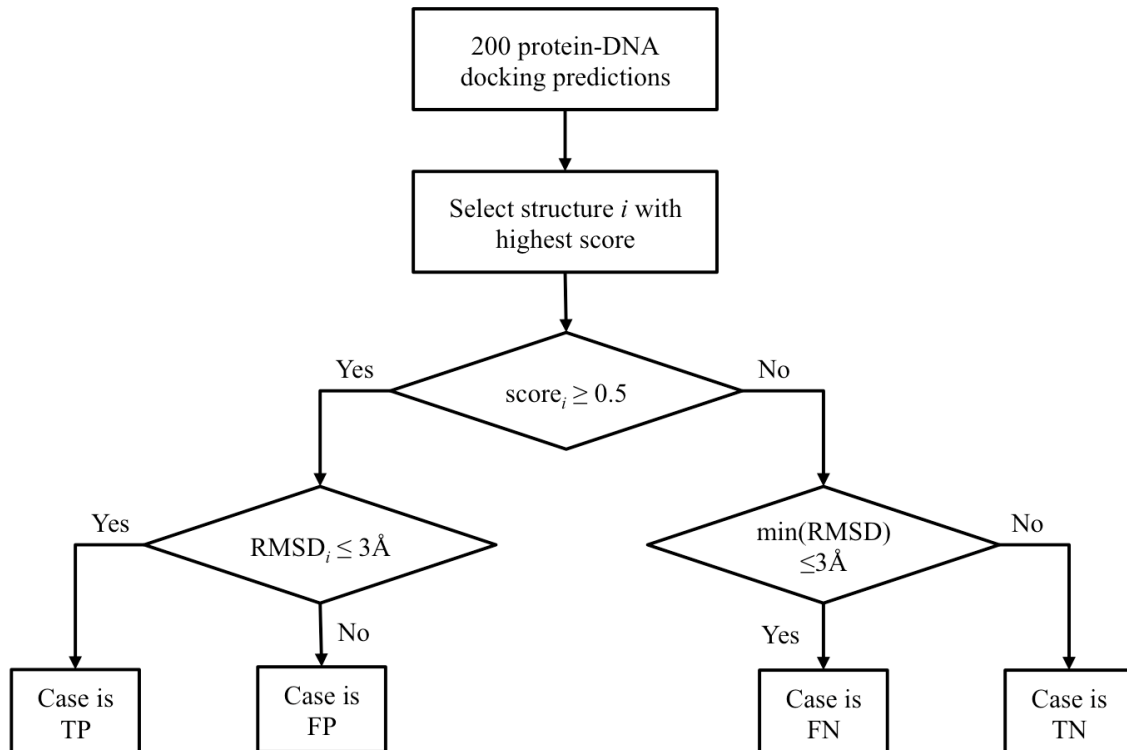 200 protein-DNA
docking predictions
Select structure i with
highest score
Yes
No
scoreᵢ ≥ 0.5
Yes
RMSDᵢ ≤ 3Å
No
min(RMSD)
≤3Å
No
Yes
Case is
TP
Case is
FP
Case is
FN
Case is
TN